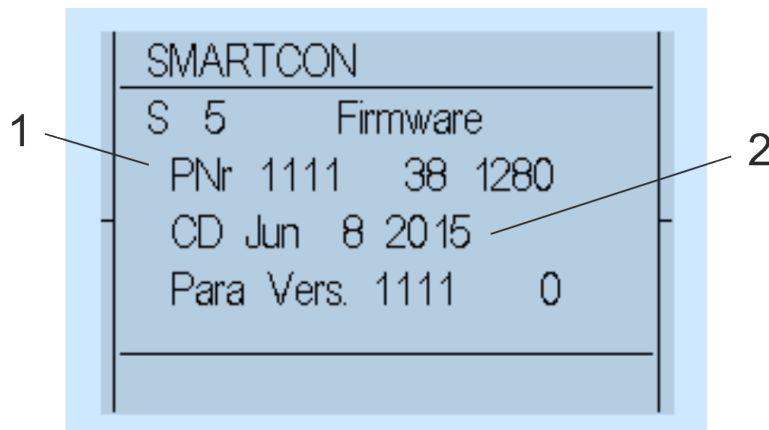 SMARTCON
S 5 Firmware
1
PNr 1111 38 1280
2
CD Jun 8 2015
Para Vers. 1111 0